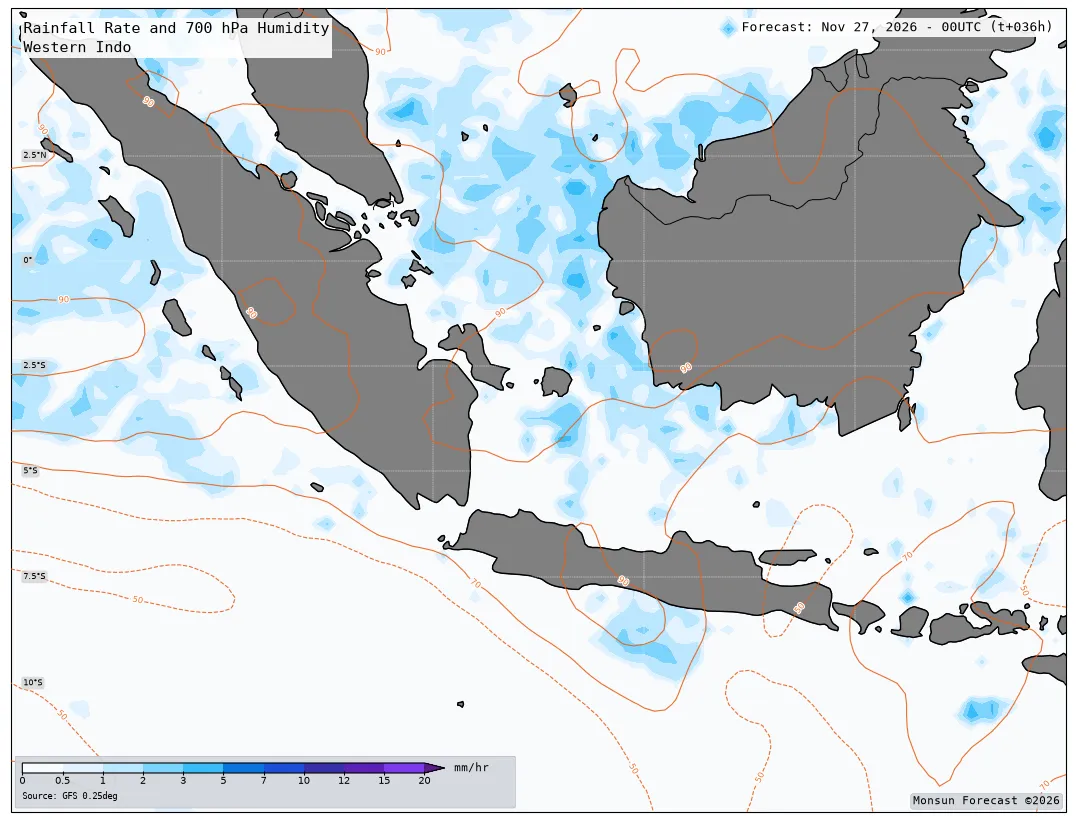 Rainfall Rate and 700 hPa Humidity
Western Indo
Forecast: Nov 27, 2026 - 00UTC (t+036h)
90
90
90
2.5°N
0°
90
90
90
2.5°S
90
5°S
70
7.5°S
70
90
50
50
50
10°S
50
50
50
70
mm/hr
0 0.5 1 2 3 5 7 10 12 15 20
Source: GFS 0.25deg
Monsun Forecast ©2026